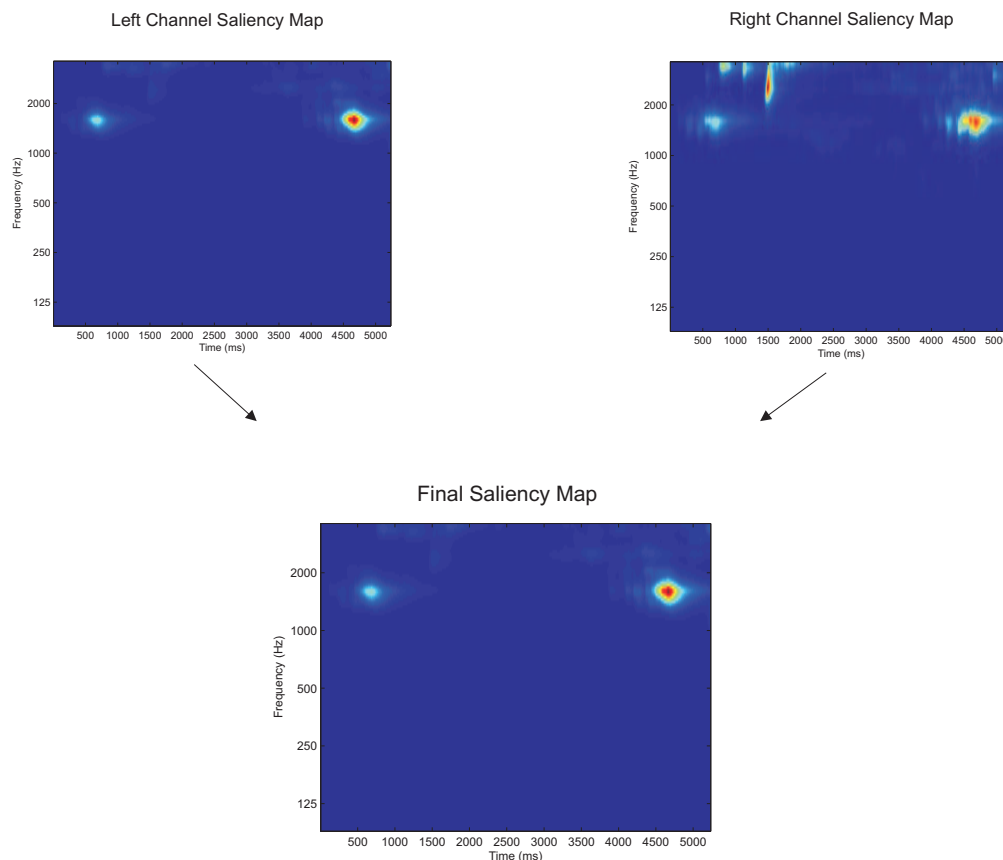 Left Channel Saliency Map
Frequency (Hz)
2000
1000
500
250
125
500 1000 1500 2000 2500 3000 3500 4000 4500 5000
Time (ms)
Right Channel Saliency Map
Frequency (Hz)
2000
1000
500
250
125
500 1000 1500 2000 2500 3000 3500 4000 4500
Time (ms)
Final Saliency Map
Frequency (Hz)
2000
1000
500
250
125
500 1000 1500 2000 2500 3000 3500 4000 4500 5000
Time (ms)